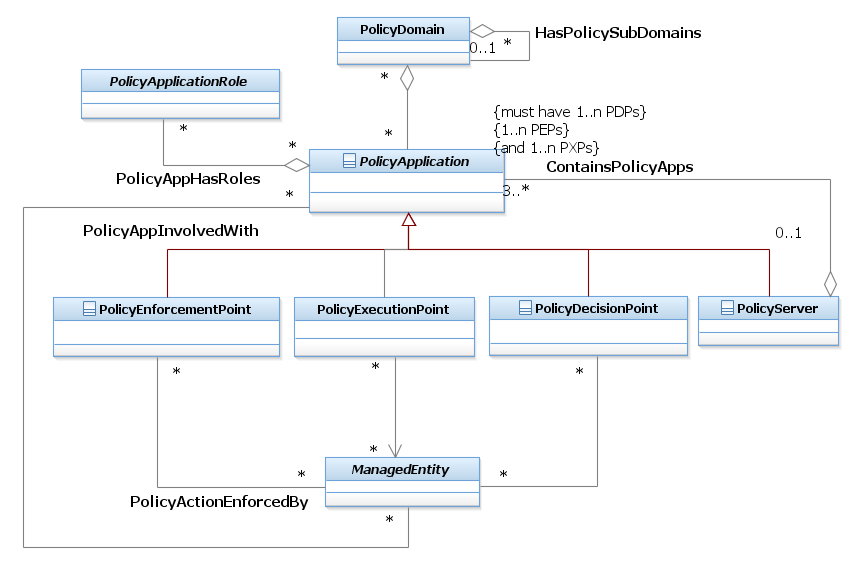 PolicyDomain
HasPolicySubDomains
0..1
*
PolicyApplicationRole
*
*
*
{must have 1..n PDPs}
{1..n PEPs}
{and 1..n PXPs}
*
PolicyApplication
ContainsPolicyApps
PolicyAppHasRoles
3..*
*
PolicyAppInvolvedWith
0..1
PolicyEnforcementPoint
PolicyExecutionPoint
PolicyDecisionPoint
PolicyServer
*
*
*
*
ManagedEntity
*
*
PolicyActionEnforcedBy
*